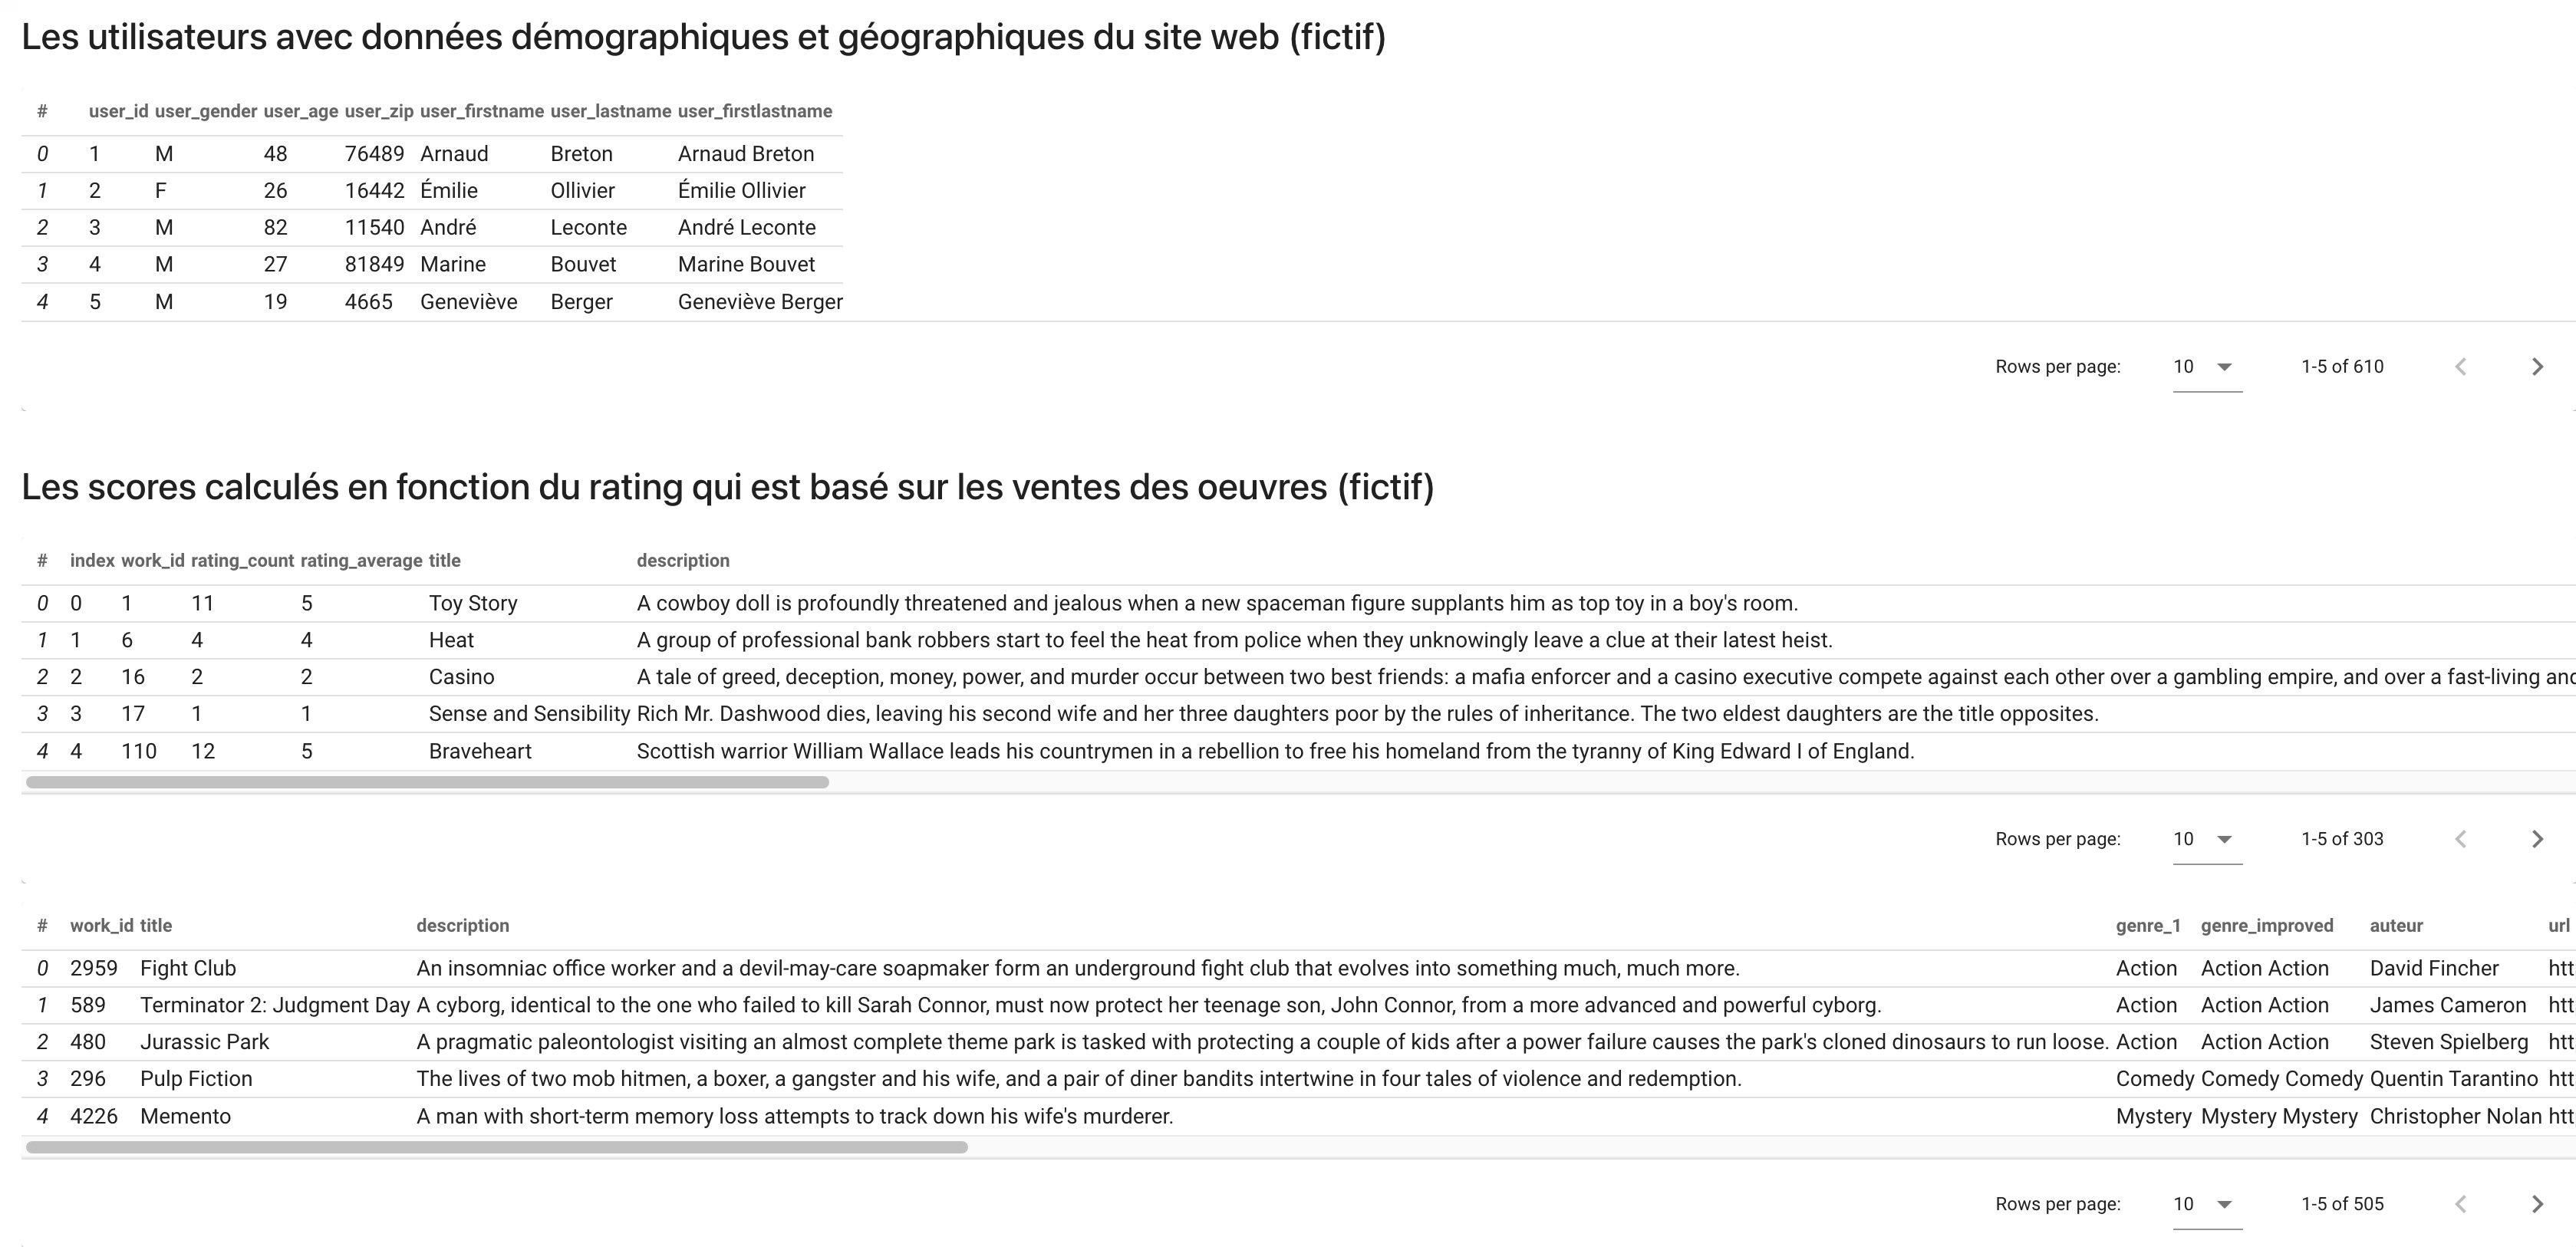 Les utilisateurs avec données démographiques et géographiques du site web (fictif)
# user_id user_gender user_age user_zip user_firstname user_lastname user_firstlastname
0 1 M 48 76489 Arnaud Breton Arnaud Breton
1 2 F 26 16442 Émilie Ollivier Émilie Ollivier
2 3 M 82 11540 André Leconte André Leconte
3 4 M 27 81849 Marine Bouvet Marine Bouvet
4 5 M 19 4665 Geneviève Berger Geneviève Berger
Rows per page: 10 1-5 of 610
Les scores calculés en fonction du rating qui est basé sur les ventes des oeuvres (fictif)
# index work_id rating_count rating_average title description
0 0 1 11 5 Toy Story A cowboy doll is profoundly threatened and jealous when a new spaceman figure supplants him as top toy in a boy's room.
1 1 6 4 4 Heat A group of professional bank robbers start to feel the heat from police when they unknowingly leave a clue at their latest heist.
2 2 16 2 2 Casino A tale of greed, deception, money, power, and murder occur between two best friends: a mafia enforcer and a casino executive compete against each other over a gambling empire, and over a fast-living and
3 3 17 1 1 Sense and Sensibility Rich Mr. Dashwood dies, leaving his second wife and her three daughters poor by the rules of inheritance. The two eldest daughters are the title opposites.
4 4 110 12 5 Braveheart Scottish warrior William Wallace leads his countrymen in a rebellion to free his homeland from the tyranny of King Edward I of England.
Rows per page: 10 1-5 of 303
# work_id title description genre_1 genre_improved auteur url
0 2959 Fight Club An insomniac office worker and a devil-may-care soapmaker form an underground fight club that evolves into something much, much more. Action Action Action David Fincher htt
1 589 Terminator 2: Judgment Day A cyborg, identical to the one who failed to kill Sarah Connor, must now protect her teenage son, John Connor, from a more advanced and powerful cyborg. Action Action Action James Cameron htt
2 480 Jurassic Park A pragmatic paleontologist visiting an almost complete theme park is tasked with protecting a couple of kids after a power failure causes the park's cloned dinosaurs to run loose. Action Action Action Steven Spielberg htt
3 296 Pulp Fiction The lives of two mob hitmen, a boxer, a gangster and his wife, and a pair of diner bandits intertwine in four tales of violence and redemption. Comedy Comedy Comedy Quentin Tarantino htt
4 4226 Memento A man with short-term memory loss attempts to track down his wife's murderer. Mystery Mystery Mystery Christopher Nolan htt
Rows per page: 10 1-5 of 505